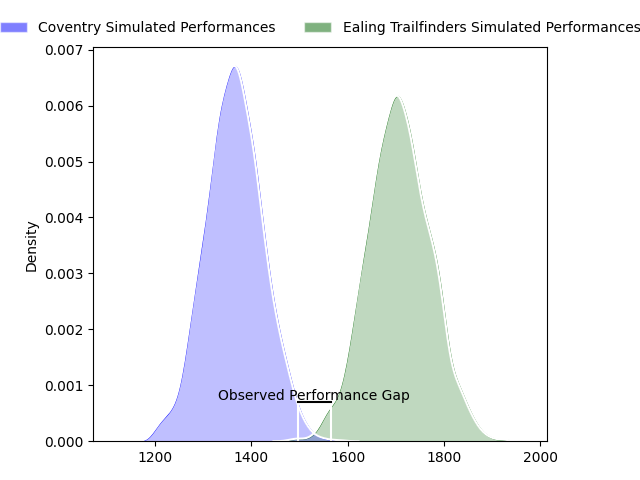 Coventry Simulated Performances
Ealing Trailfinders Simulated Performances
0.007
0.006
0.005
0.004
0.003
0.002
0.001
0.000
Density
Observed Performance Gap
1200 1400 1600 1800 2000